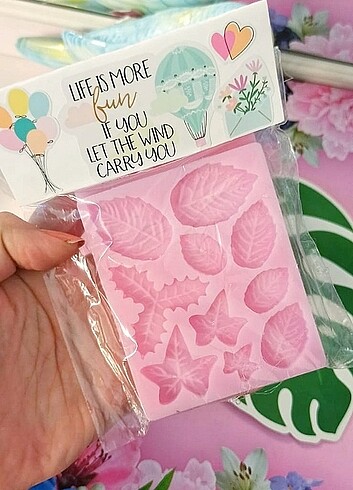 LIFE IS MORE
fun
IF YOU
LET THE WIND
CARRY YOU